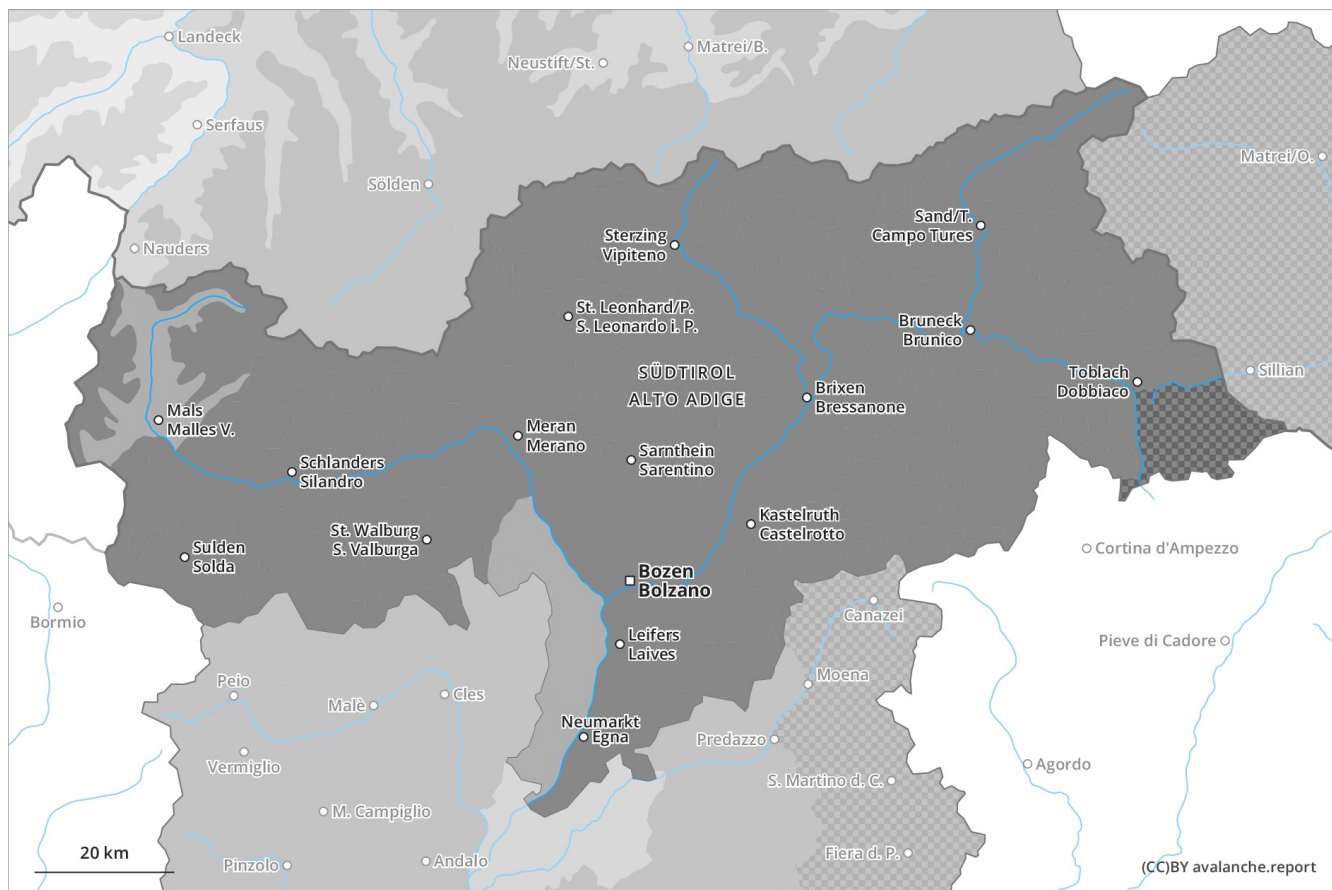 Landeck
Matrei/B.
Neustift/St.
Serfaus
Matrei/O.
Sölden
Sand/T.
Campo Tures
Nauders
Sterzing
Vipiteno
St. Leonhard/P.
S. Leonardo i. P.
Bruneck
Brunico
SÜDTIROL
ALTO ADIGE
Toblach
Dobbiaco
Sillian
Brixen
Bressanone
Mals
Malles V.
Meran
Merano
Sarnthein
Sarentino
Schlanders
Silandro
Kastelruth
Castelrotto
St. Walburg
S. Valburga
Sulden
Solda
Cortina d'Ampezzo
Bozen
Bolzano
Bormio
Canazei
Leifers
Laives
Pieve di Cadore
Moena
Peio
Cles
Malè
Neumarkt
Egna
Predazzo
Vermiglio
Agordo
S. Martino d. C.
M. Campiglio
20 km
Fiera d. P.
Andalo
Pinzolo
(CC)BY avalanche.report